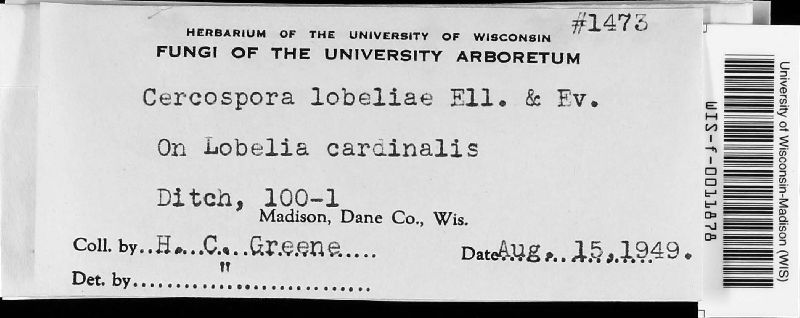 #1473
HERBARIUM OF THE UNIVERSITY OF WISCONSIN
FUNGI OF THE UNIVERSITY ARBORETUM
Cercospora lobeliae Ell. & Ev.
On Lobelia cardinalis
Ditch, 100-1
Madison, Dane Co., Wis.
Coll. by..H...C...Greene..... Date Aug. 15, 1949.
"
Det. by............................
WIS-f-0011878
University of Wisconsin-Madison (WIS)